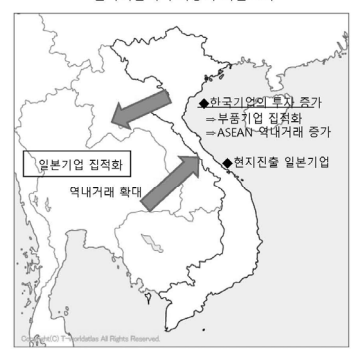 ◆한국기업의 투자 증가
⇒부품기업 집적화
⇒ASEAN 역내거래 증가
일본기업 집적화
◆현지진출 일본기업
역내거래 확대
Copyright(C) T-worldatlas All Rights Reserved.